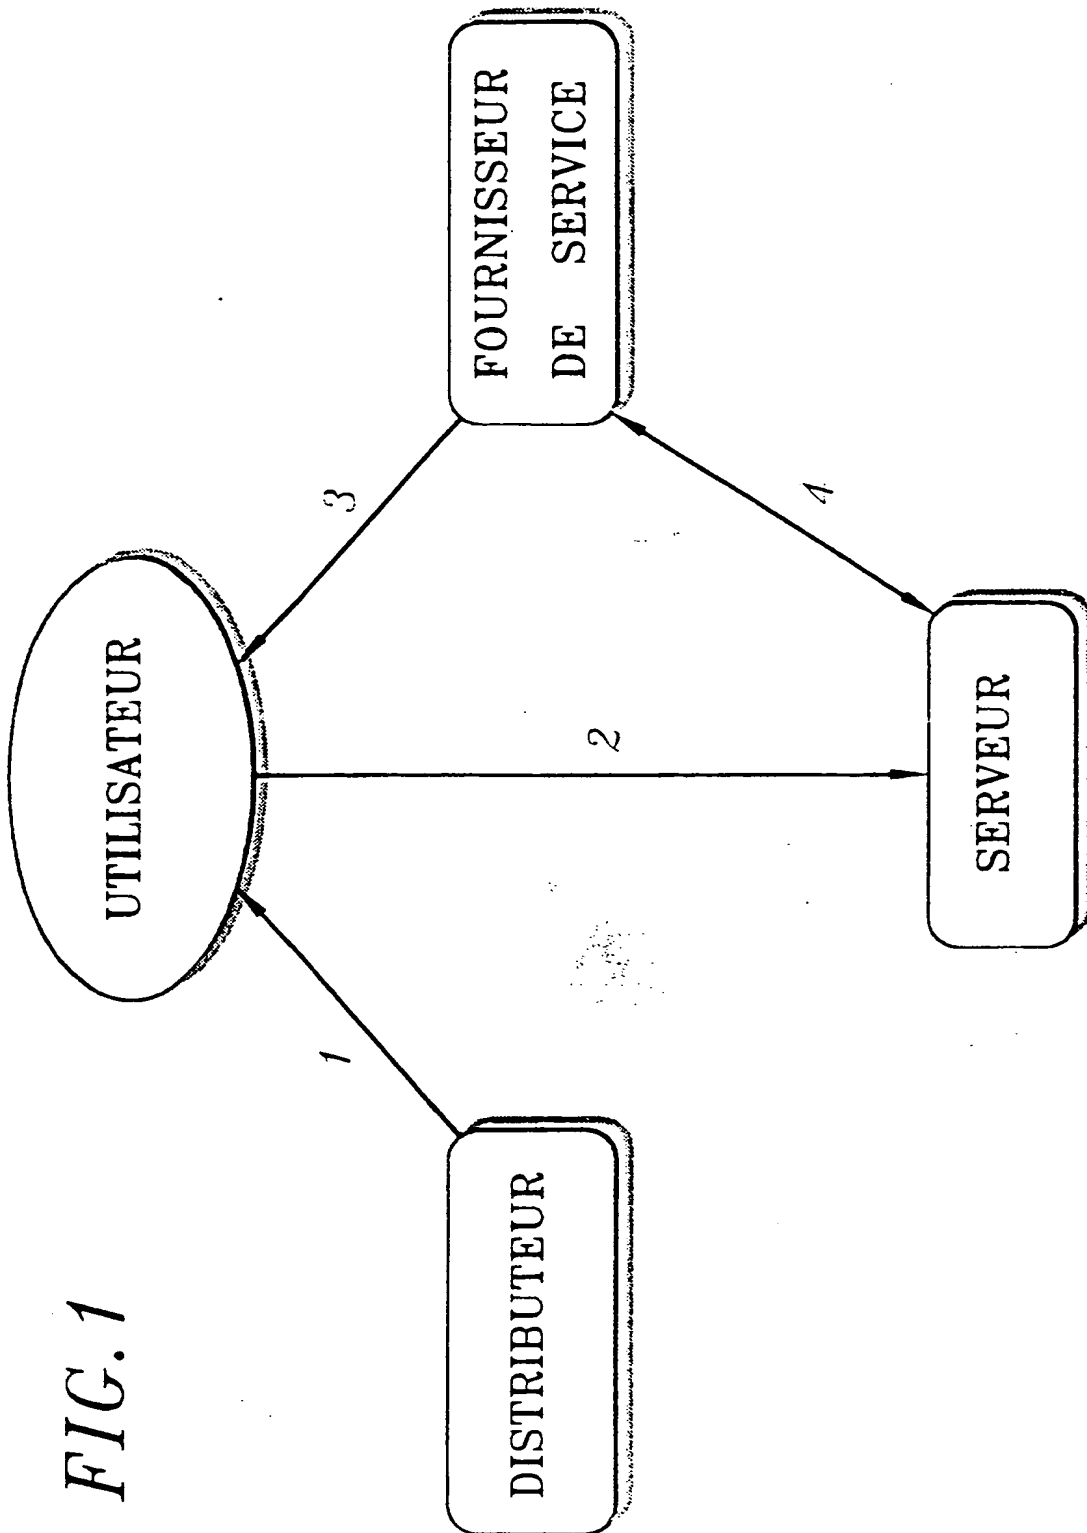 FIG.1
UTILISATEUR
1
3
DISTRIBUTEUR
2
FOURNISSEUR
DE SERVICE
4
SERVEUR